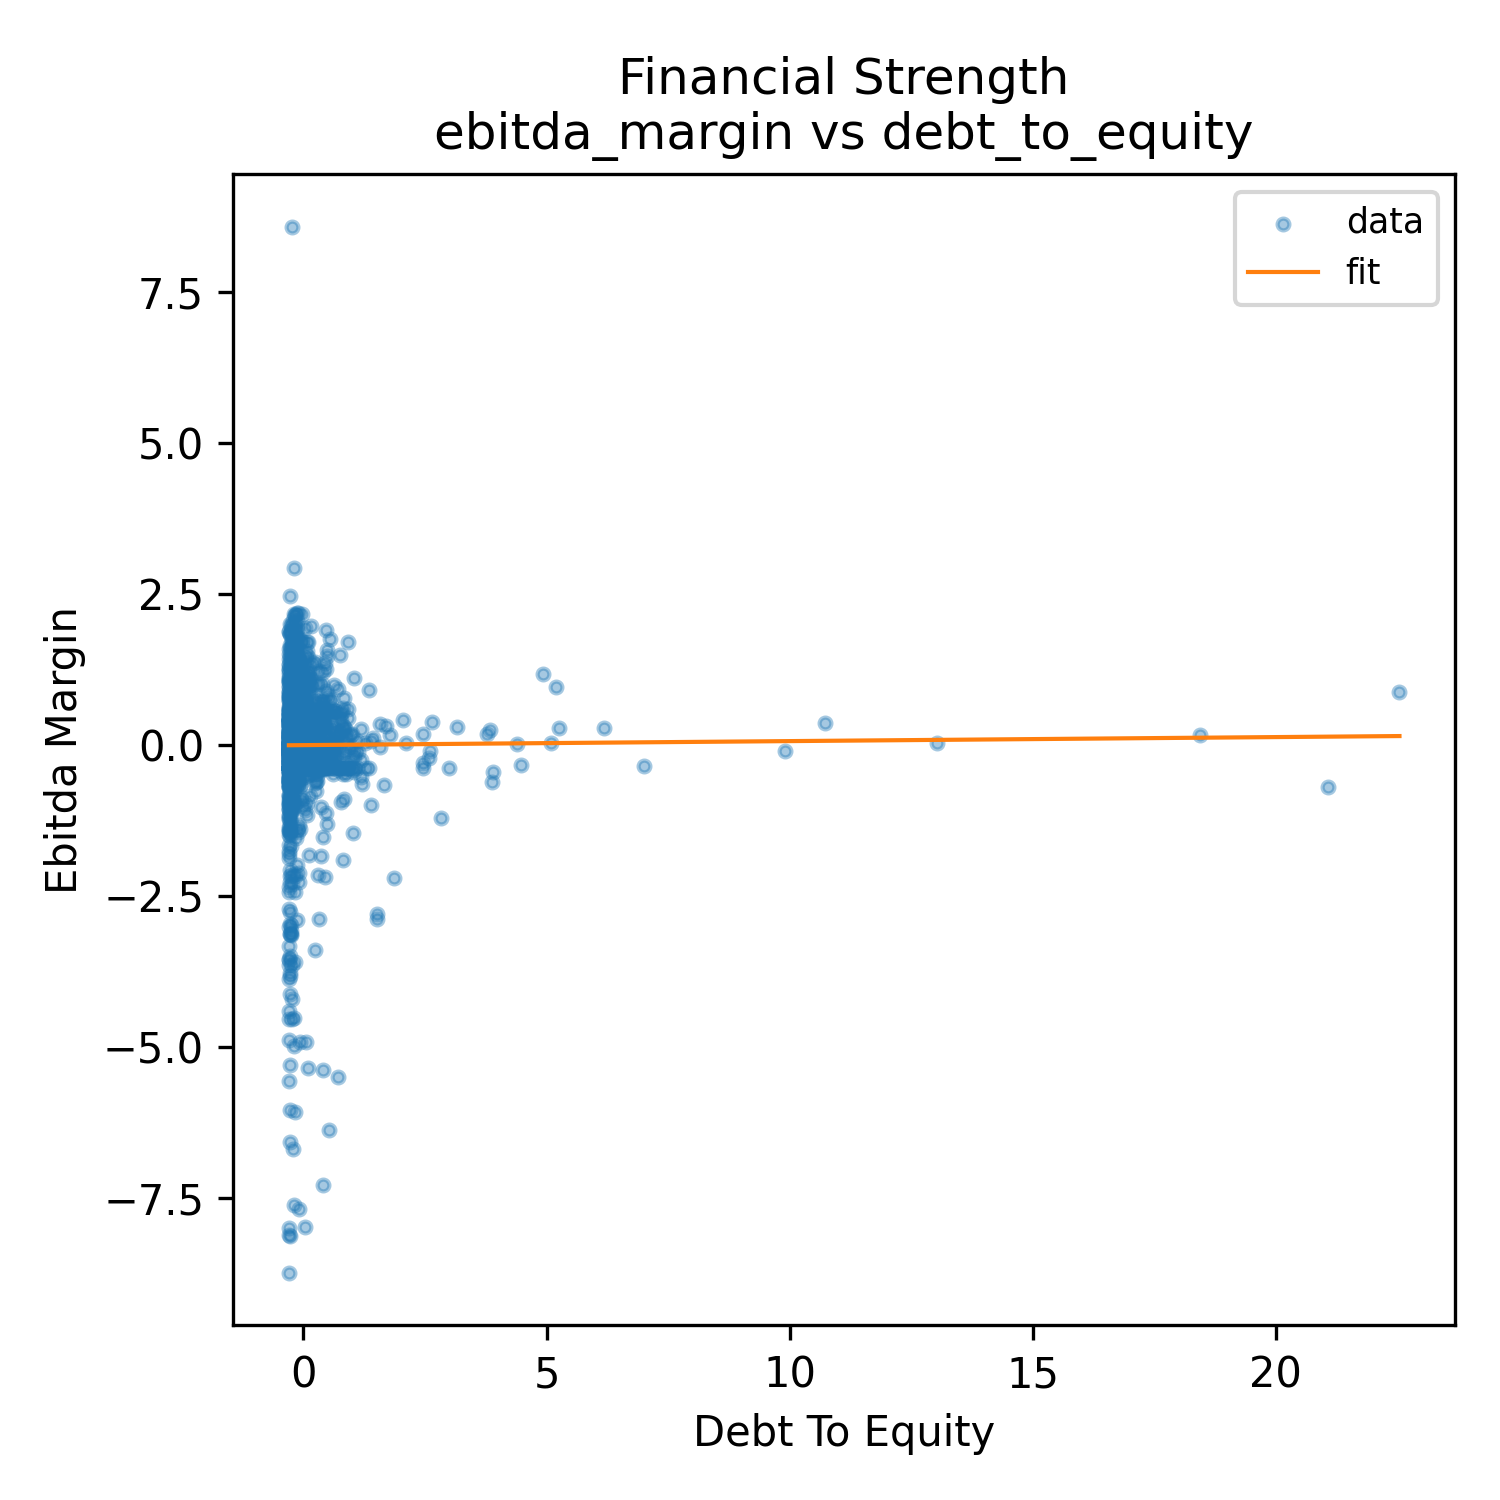 Financial Strength
ebitda_margin vs debt_to_equity
data
fit
7.5
5.0
2.5
0.0
−2.5
−5.0
−7.5
Ebitda Margin
0
5
10
15
20
Debt To Equity